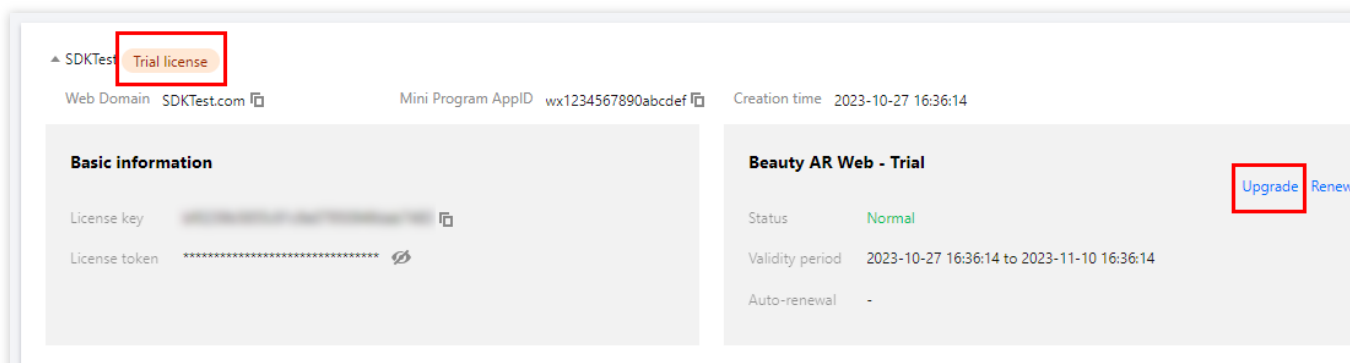 SDKTest Trial license
Web Domain SDKTest.com Mini Program AppID wx1234567890abcdef Creation time 2023-10-27 16:36:14
Basic information
License key
License token ********************************
Beauty AR Web - Trial
Upgrade Renew
Status Normal
Validity period 2023-10-27 16:36:14 to 2023-11-10 16:36:14
Auto-renewal -